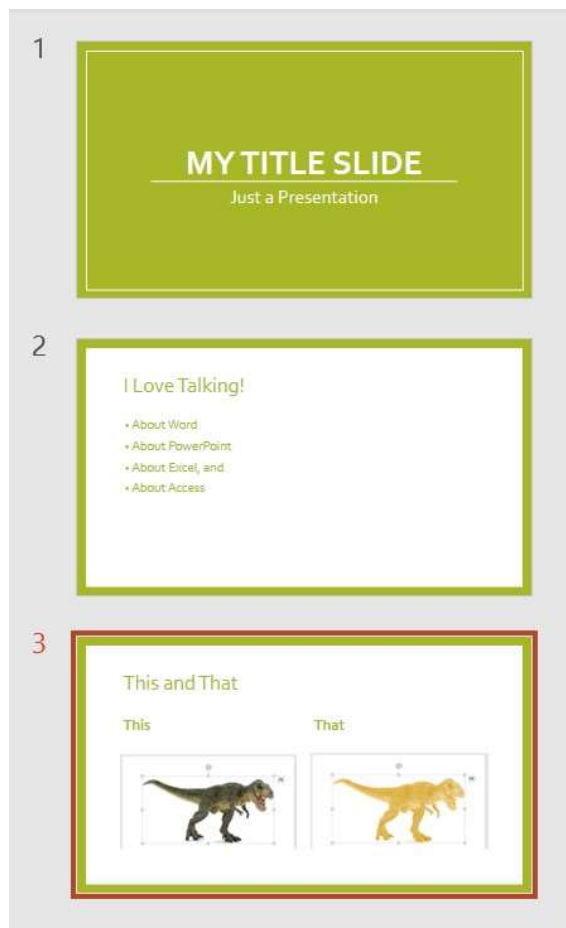 1
MY TITLE SLIDE
Just a Presentation
2
I Love Talking!
• About Word
• About PowerPoint
• About Excel, and
• About Access
3
This and That
This That